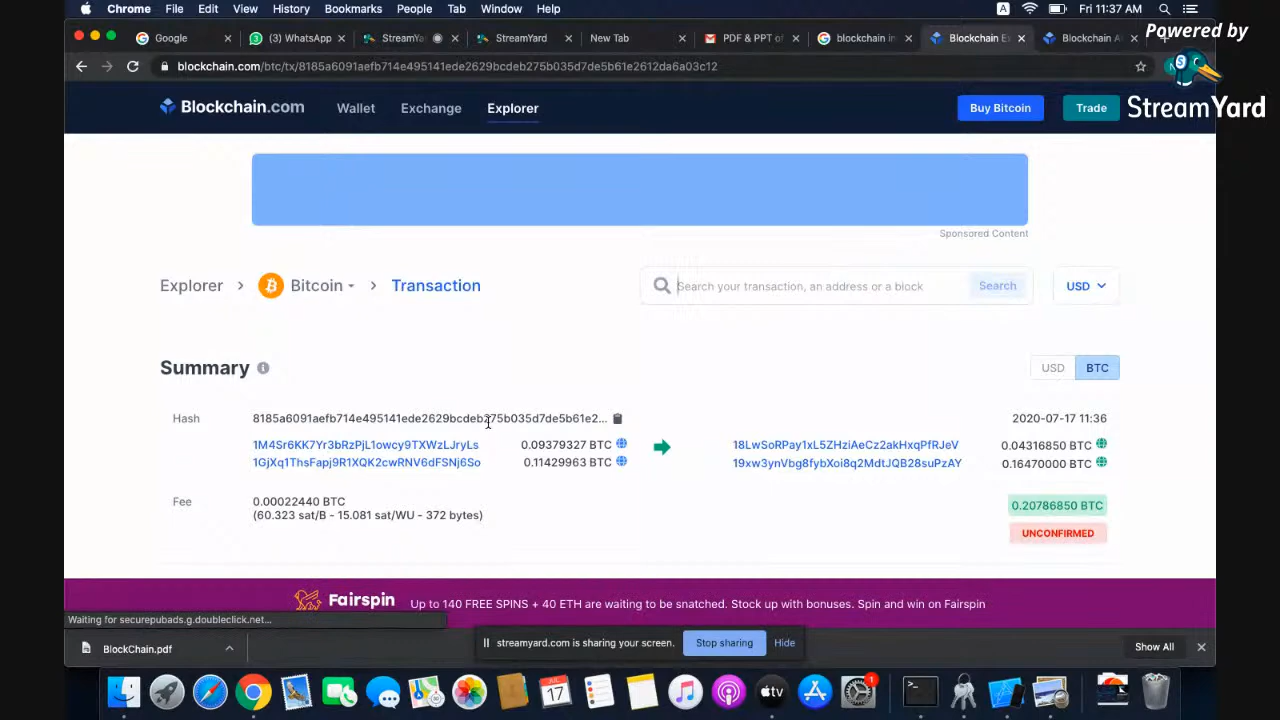 Chrome File Edit View History Bookmarks People Tab Window Help A Fri 11:37 AM
Powered by
StreamYard
Google × (3) WhatsApp × StreamYa × StreamYard × New Tab × PDF & PPT of × blockchain in × Blockchain E × Blockchain A ×
blockchain.com/btc/tx/8185a6091aefb714e495141ede2629bcdeb275b035d7de5b61e2612da6a03c12
Blockchain.com Wallet Exchange Explorer Buy Bitcoin Trade
Sponsored Content
Explorer > Bitcoin > Transaction Search your transaction, an address or a block Search USD
Summary USD BTC
Hash 8185a6091aefb714e495141ede2629bcdeb275b035d7de5b61e2... 2020-07-17 11:36
1M4Sr6KK7Yr3bRzPjL1owcy9TXWzLJryLs 0.09379327 BTC 18LwSoRPay1xL5ZHziAeCz2akHxqPfRJeV 0.04316850 BTC
1GjXq1ThsFapj9R1XQK2cwRNV6dFSNj6So 0.11429963 BTC 19xw3ynVbg8fybXoi8q2MdtJQB28suPzAY 0.16470000 BTC
Fee 0.00022440 BTC 0.20786850 BTC
(60.323 sat/B - 15.081 sat/WU - 372 bytes)
UNCONFIRMED
Fairspin Up to 140 FREE SPINS + 40 ETH are waiting to be snatched. Stock up with bonuses. Spin and win on Fairspin
Waiting for securepubads.g.doubleclick.net...
BlockChain.pdf streamyard.com is sharing your screen. Stop sharing Hide Show All
JUL
17
tv
1